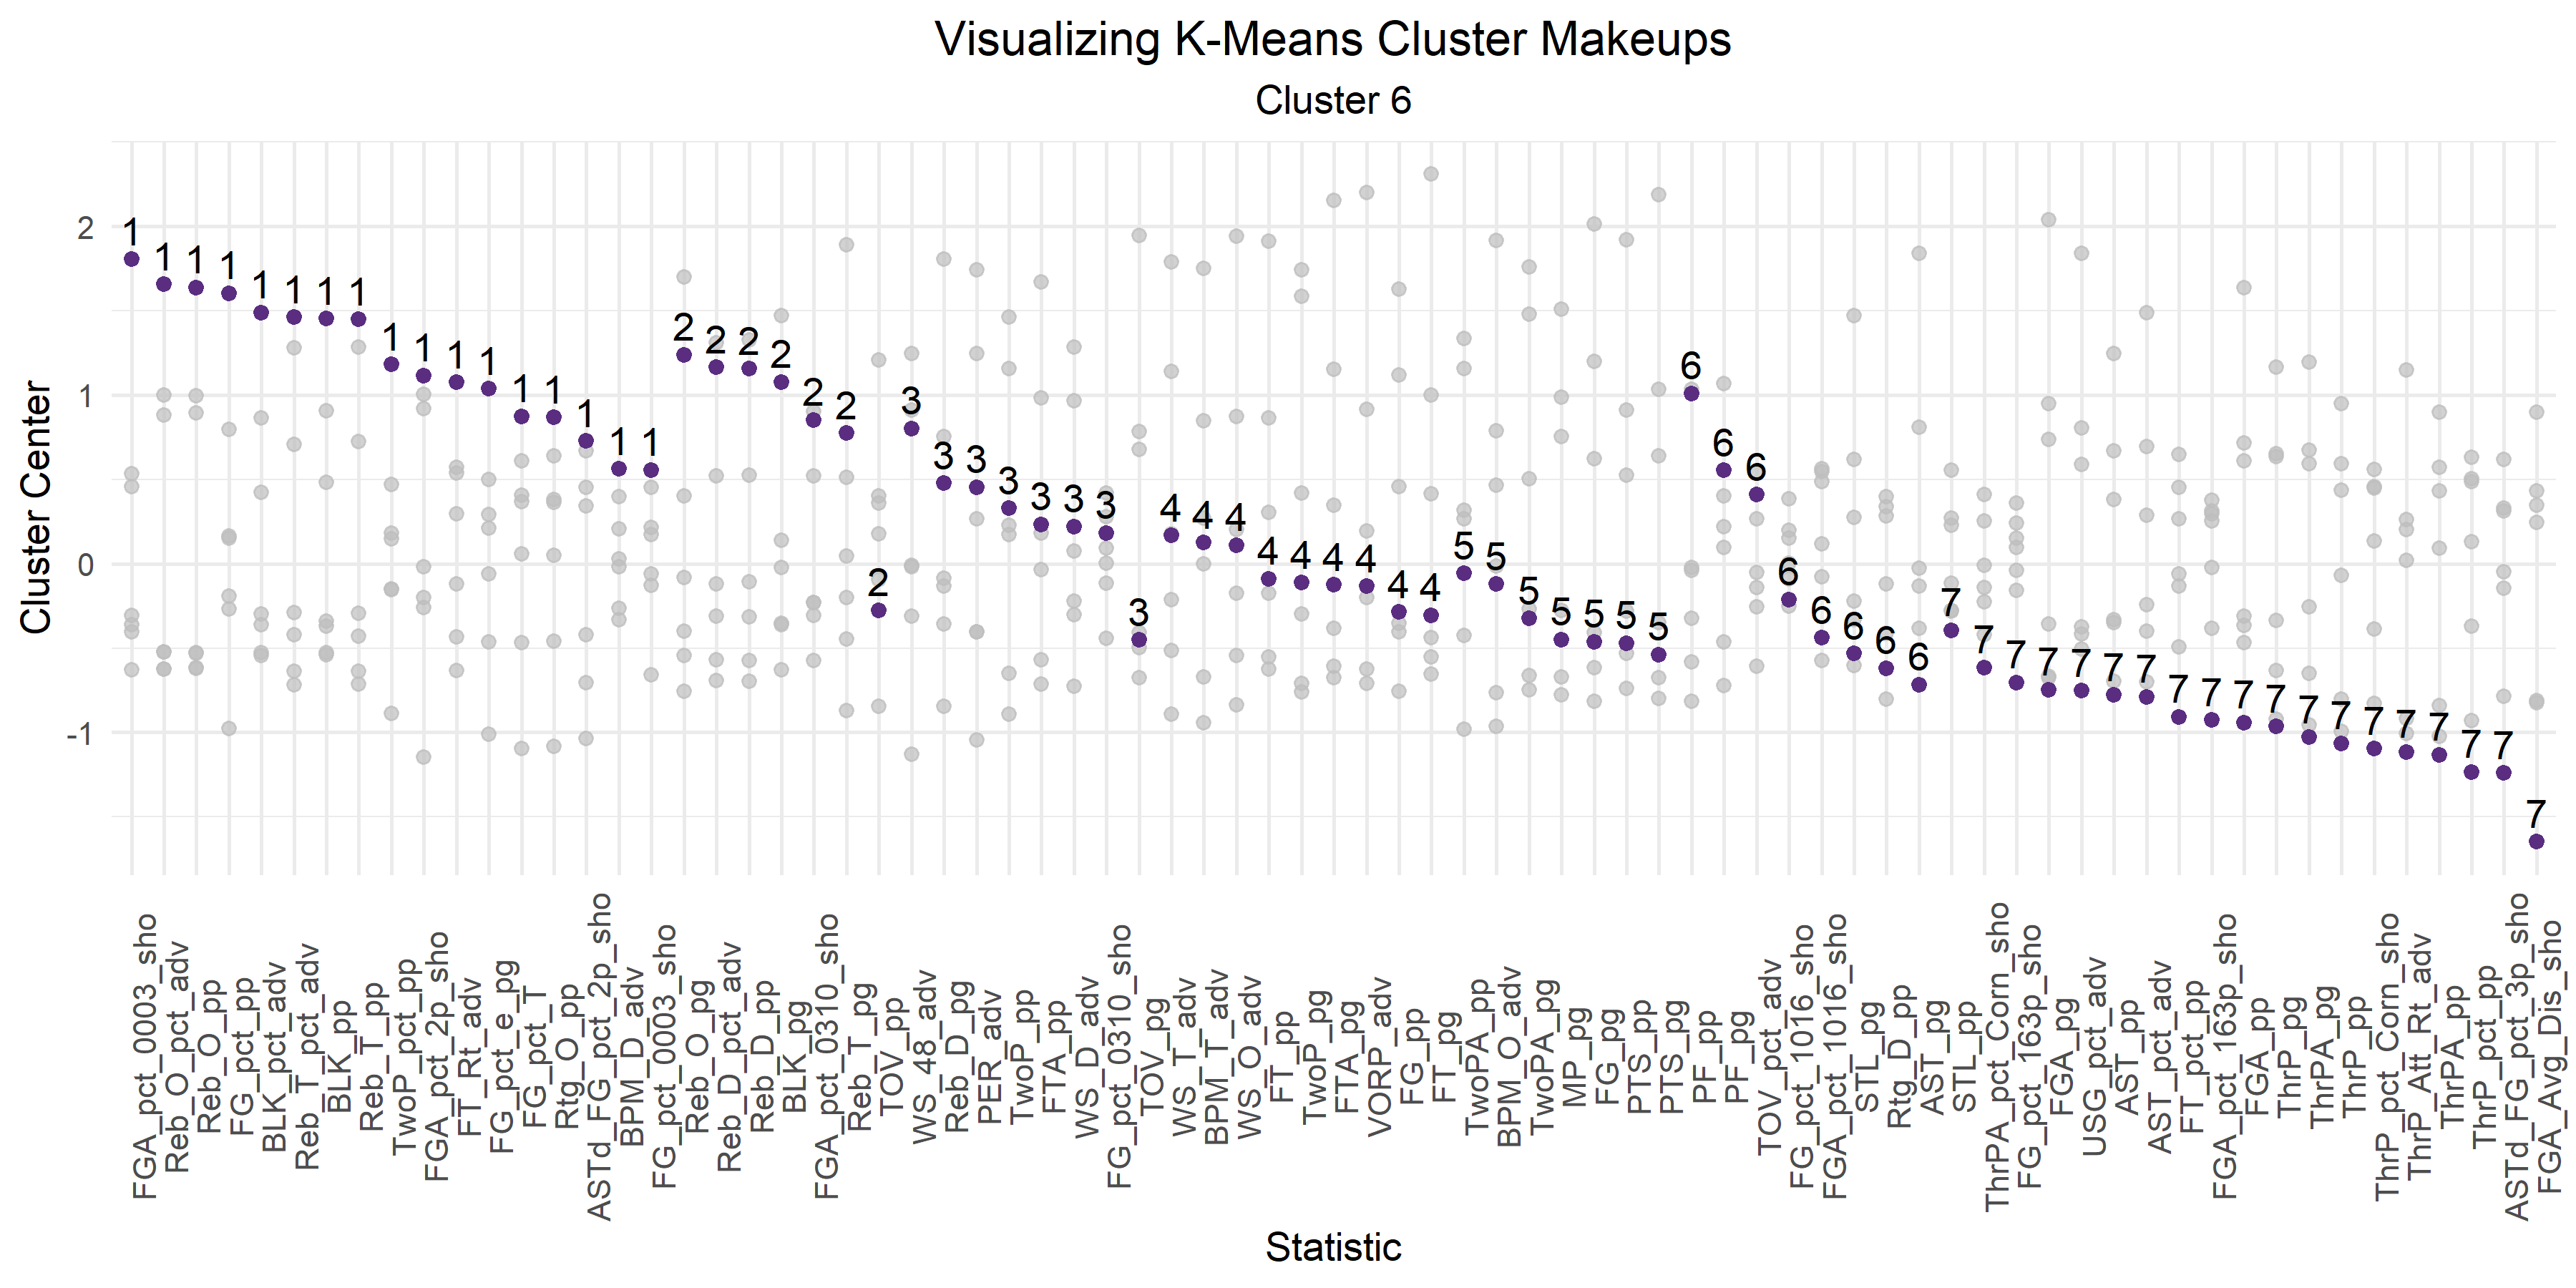 Visualizing K-Means Cluster Makeups
Cluster 6
Cluster Center
2
1
0
-1
1 1 1 1 1 1 1 1 1 1 1 1 1 1 1 1 1 2 2 2 2 2 2 2 3 3 3 3 3 3 3 3 4 4 4 4 4 4 4 4 4 5 5 5 5 5 5 5 6 6 6 6 6 6 6 6 7 7 7 7 7 7 7 7 7 7 7 7 7 7 7 7 7 7 7
FGA_pct_0003_sho
Reb_O_pct_adv
Reb_O_pp
FG_pct_pp
BLK_pct_adv
Reb_T_pct_adv
BLK_pp
Reb_T_pp
TwoP_pct_pp
FGA_pct_2p_sho
FT_Rt_adv
FG_pct_e_pg
FG_pct_T
Rtg_O_pp
ASTd_FG_pct_2p_sho
BPM_D_adv
FG_pct_0003_sho
Reb_O_pg
Reb_D_pct_adv
Reb_D_pp
BLK_pg
FGA_pct_0310_sho
Reb_T_pg
TOV_pp
WS_48_adv
Reb_D_pg
PER_adv
TwoP_pp
FTA_pp
WS_D_adv
FG_pct_0310_sho
TOV_pg
WS_T_adv
BPM_T_adv
WS_O_adv
FT_pp
TwoP_pg
FTA_pg
VORP_adv
FG_pp
FT_pg
TwoPA_pp
BPM_O_adv
TwoPA_pg
MP_pg
FG_pg
PTS_pp
PTS_pg
PF_pp
PF_pg
TOV_pct_adv
FG_pct_1016_sho
FGA_pct_1016_sho
STL_pg
Rtg_D_pp
AST_pg
STL_pp
ThrPA_pct_Corn_sho
FG_pct_163p_sho
FGA_pg
USG_pct_adv
AST_pp
AST_pct_adv
FT_pct_pp
FGA_pct_163p_sho
FGA_pp
ThrP_pg
ThrPA_pg
ThrP_pp
ThrP_pct_Corn_sho
ThrP_Att_Rt_adv
ThrPA_pp
ThrP_pct_pp
ASTd_FG_pct_3p_sho
FGA_Avg_Dis_sho
Statistic